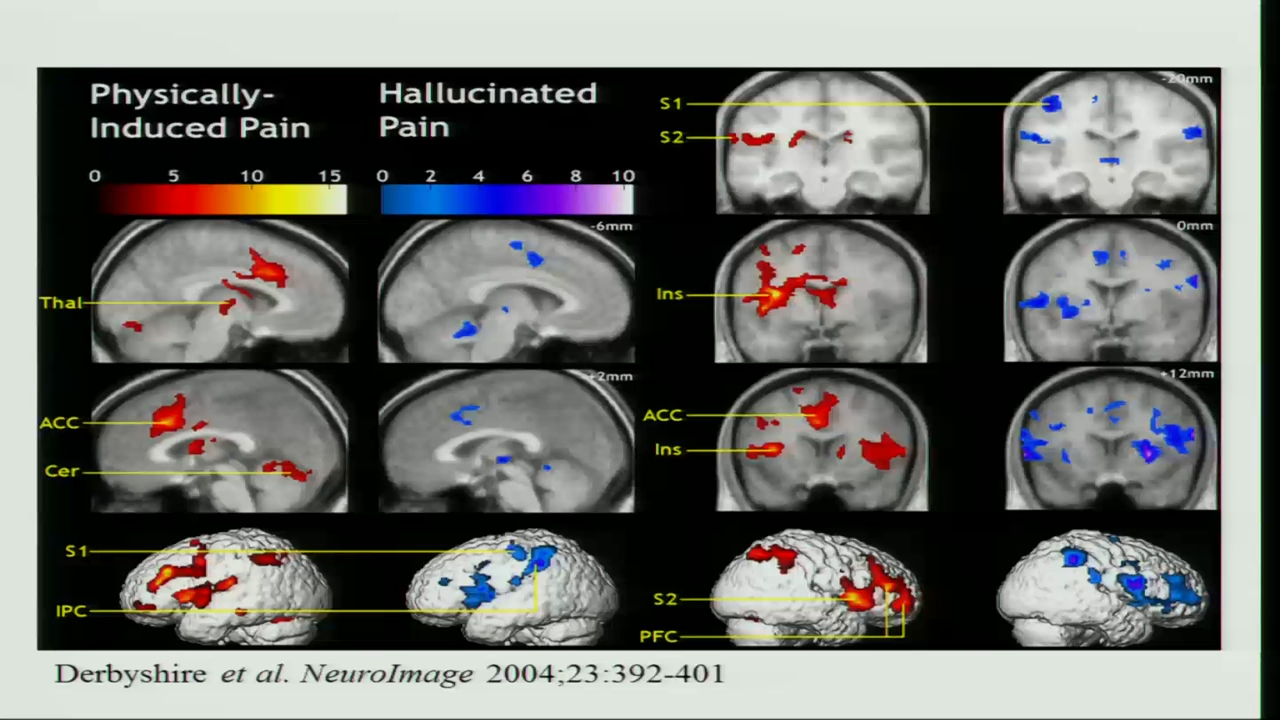 Physically-
Induced Pain
Hallucinated
Pain
0 5 10 15
0 2 4 6 8 10
S1
S2
-20mm
-6mm
Thal
Ins
0mm
+2mm
ACC
Cer
ACC
Ins
+12mm
S1
IPC
S2
PFC
Derbyshire et al. NeuroImage 2004;23:392-401